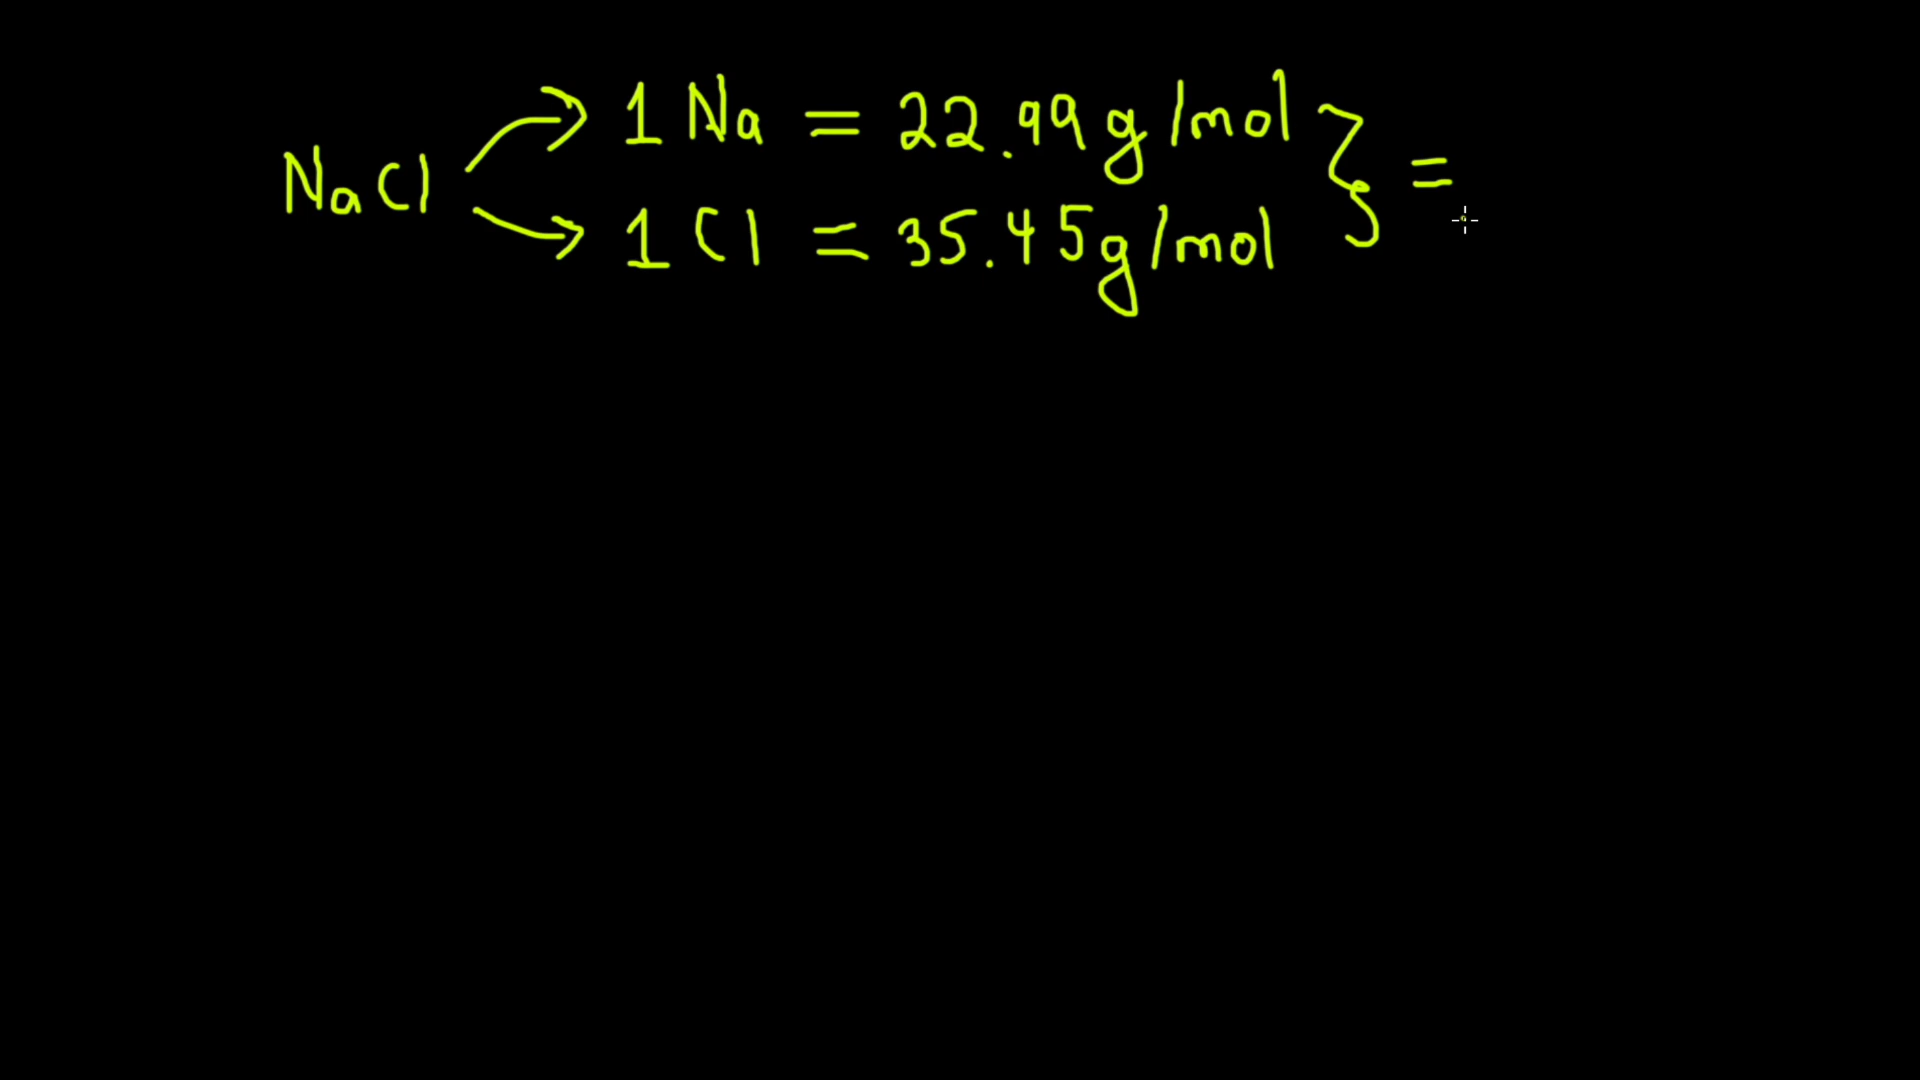 1 Na = 22.99 g/mol
NaCl } =
1 Cl = 35.45 g/mol